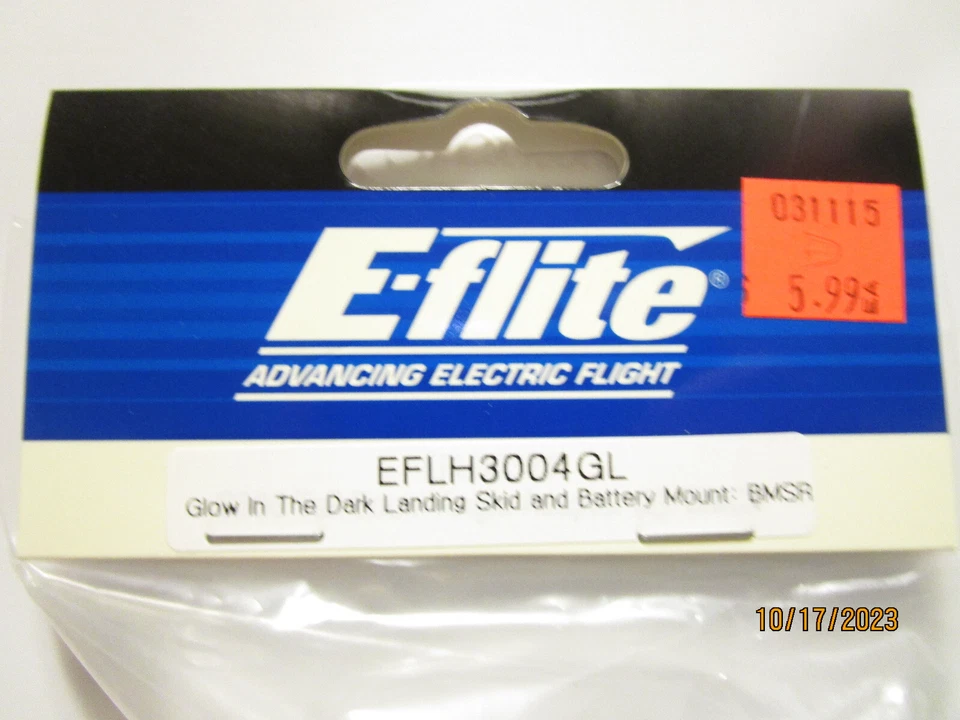 031115
5.99 EA
E-flite®
ADVANCING ELECTRIC FLIGHT
EFLH3004GL
Glow In The Dark Landing Skid and Battery Mount: BMSR
10/17/2023